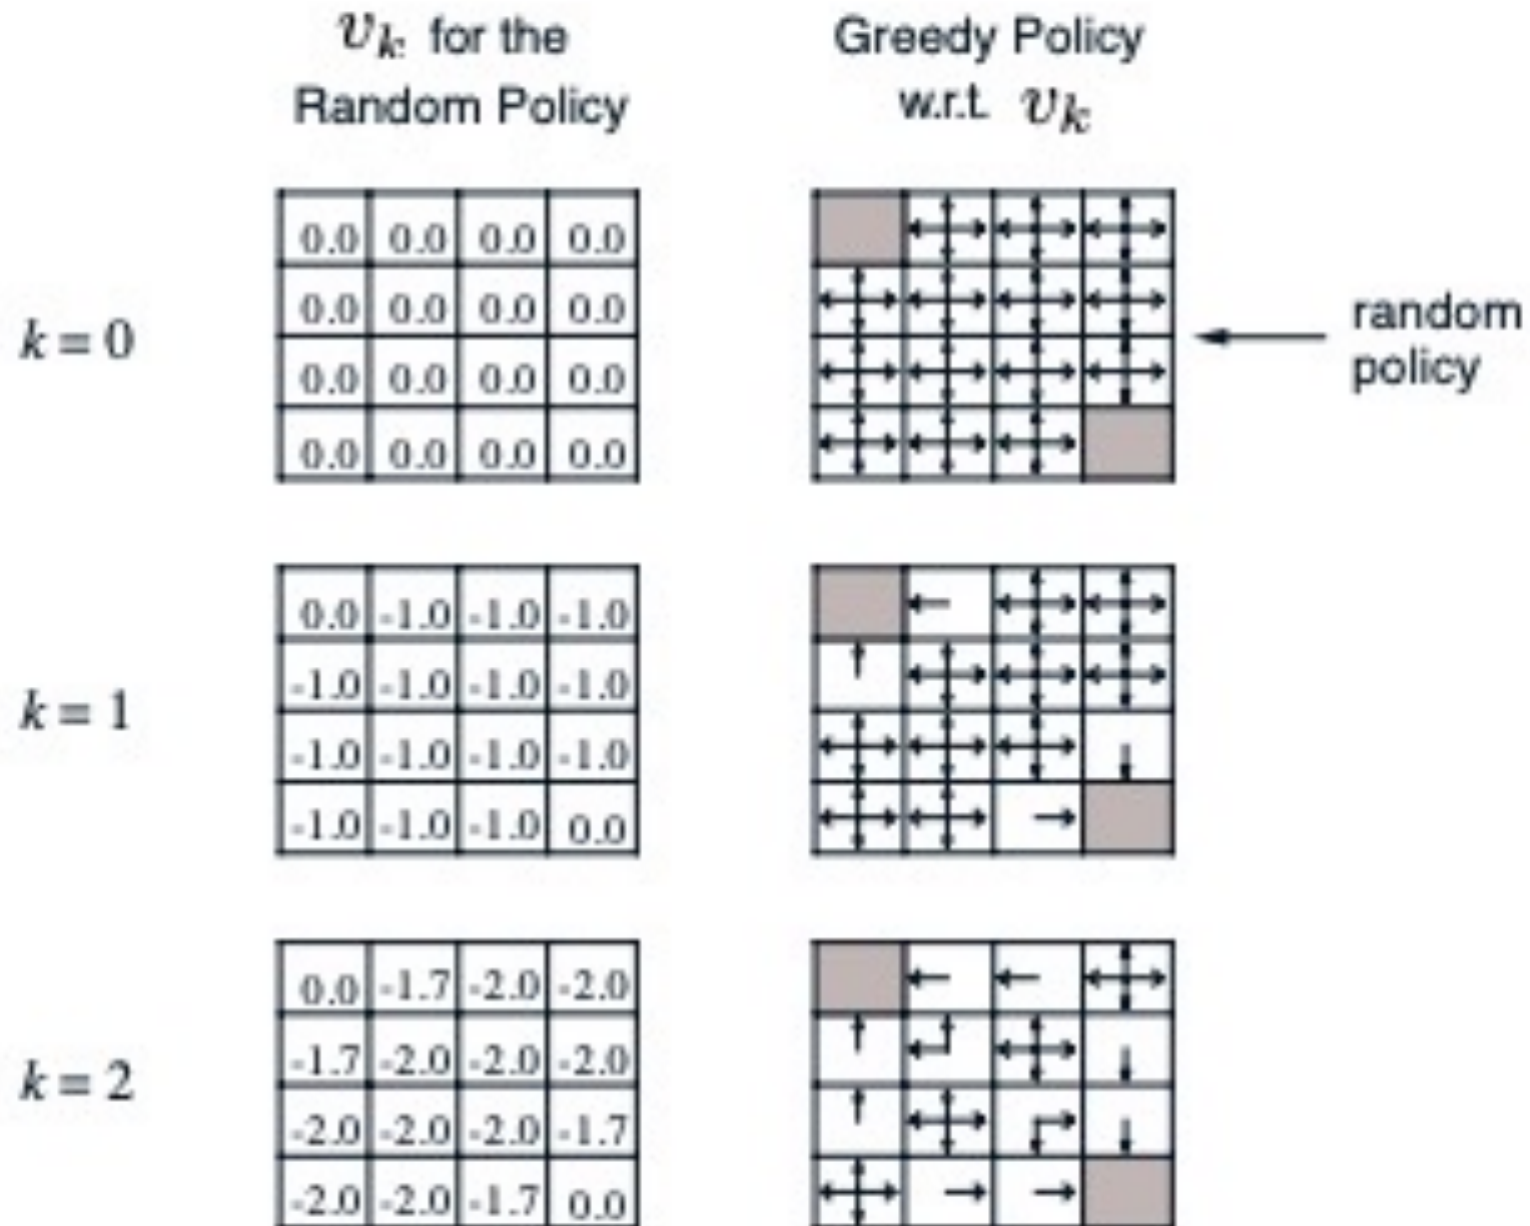 v_k for the
Random Policy
Greedy Policy
w.r.t. v_k
k = 0
0.0 0.0 0.0 0.0
0.0 0.0 0.0 0.0
0.0 0.0 0.0 0.0
0.0 0.0 0.0 0.0
random
policy
k = 1
0.0 -1.0 -1.0 -1.0
-1.0 -1.0 -1.0 -1.0
-1.0 -1.0 -1.0 -1.0
-1.0 -1.0 -1.0 0.0
k = 2
0.0 -1.7 -2.0 -2.0
-1.7 -2.0 -2.0 -2.0
-2.0 -2.0 -2.0 -1.7
-2.0 -2.0 -1.7 0.0